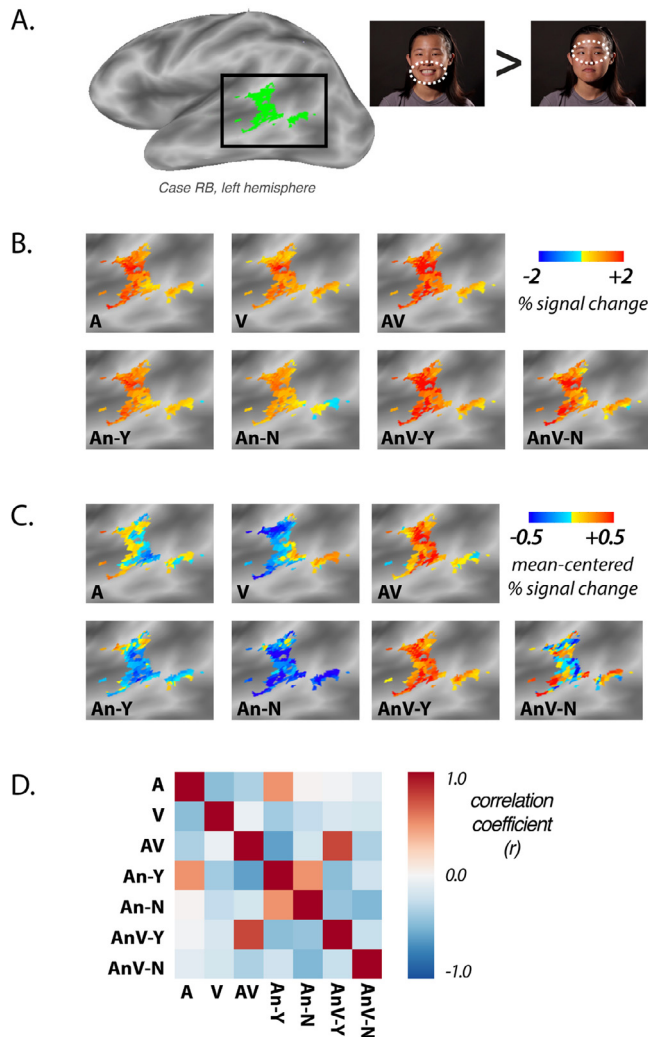 A.
>
Case RB, left hemisphere
B.
A
V
AV
-2
+2
% signal change
An-Y
An-N
AnV-Y
AnV-N
C.
A
V
AV
-0.5
+0.5
mean-centered
% signal change
An-Y
An-N
AnV-Y
AnV-N
D.
A
V
AV
An-Y
An-N
AnV-Y
AnV-N
A
V
AV
An-Y
An-N
AnV-Y
AnV-N
1.0
0.0
-1.0
correlation
coefficient
(r)